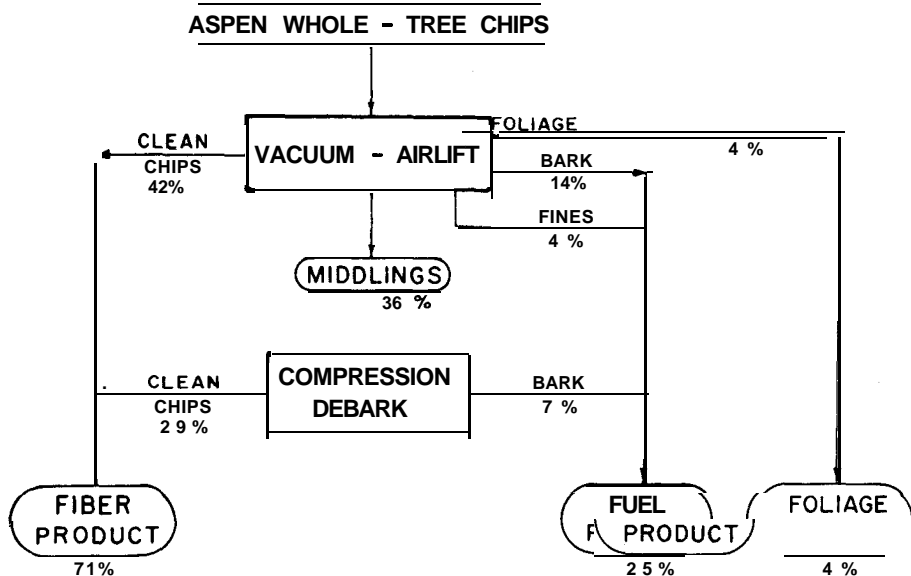 ASPEN WHOLE - TREE CHIPS
FOLIAGE
4 %
CLEAN
CHIPS
42%
VACUUM - AIRLIFT
BARK
14%
FINES
4 %
MIDDLINGS
36 %
CLEAN
CHIPS
29%
COMPRESSION
DEBARK
BARK
7 %
FIBER
PRODUCT
71%
FUEL
PRODUCT
25%
FOLIAGE
4 %